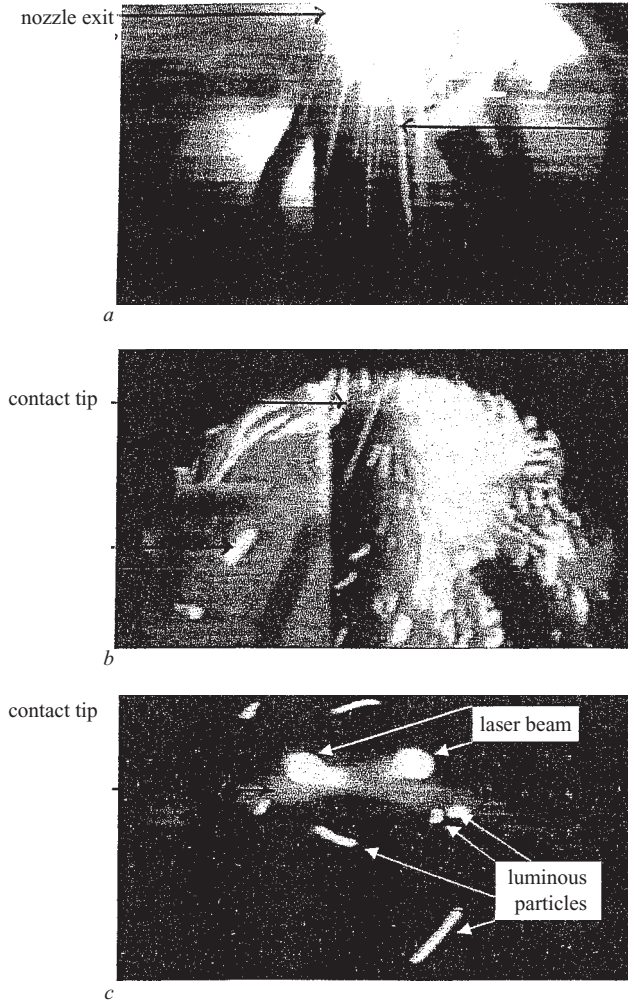 nozzle exit
a
contact tip
b
contact tip
laser beam
luminous
particles
c